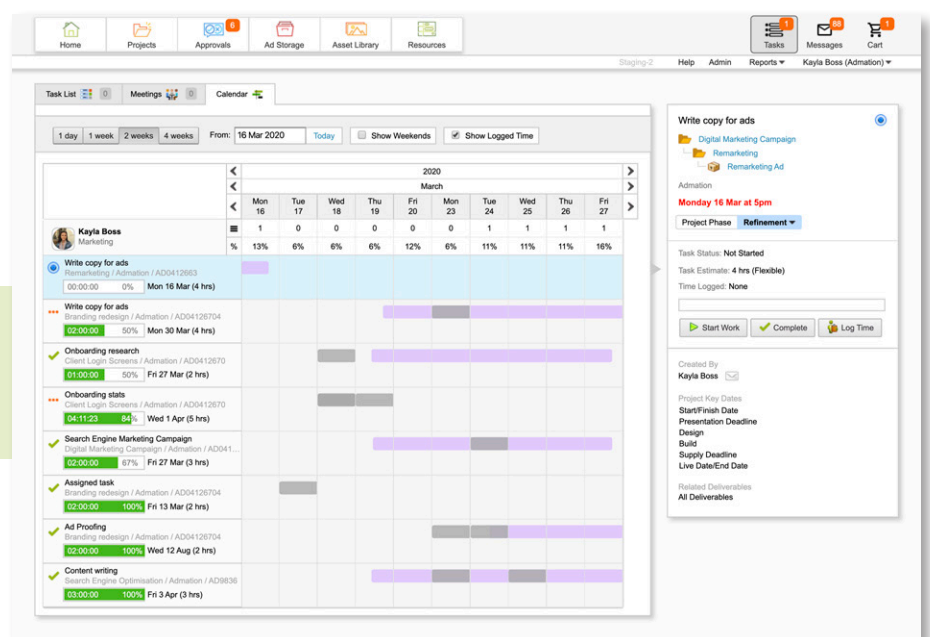 6 1 88 1
Home Projects Approvals Ad Storage Asset Library Resources Tasks Messages Cart
Staging-2 Help Admin Reports Kayla Boss (Admation)
Task List 0 Meetings 0 Calendar
1 day 1 week 2 weeks 4 weeks From: 16 Mar 2020 Today Show Weekends Show Logged Time
2020
March
Mon Tue Wed Thu Fri Mon Tue Wed Thu Fri
16 17 18 19 20 23 24 25 26 27
Kayla Boss
Marketing
1 0 0 0 0 0 1 1 1 1
% 13% 6% 6% 6% 12% 6% 11% 11% 11% 16%
Write copy for ads
Remarketing / Admation / AD0412663
00:00:00 0% Mon 16 Mar (4 hrs)
Write copy for ads
Branding redesign / Admation / AD04126704
02:00:00 50% Mon 30 Mar (4 hrs)
Onboarding research
Client Login Screens / Admation / AD0412670
01:00:00 50% Fri 27 Mar (2 hrs)
Onboarding stats
Client Login Screens / Admation / AD0412670
04:11:23 84% Wed 1 Apr (5 hrs)
Search Engine Marketing Campaign
Digital Marketing Campaign / Admation / AD041...
02:00:00 67% Fri 27 Mar (3 hrs)
Assigned task
Branding redesign / Admation / AD04126704
02:00:00 100% Fri 13 Mar (2 hrs)
Ad Proofing
Branding redesign / Admation / AD04126704
02:00:00 100% Wed 12 Aug (2 hrs)
Content writing
Search Engine Optimisation / Admation / AD9836
03:00:00 100% Fri 3 Apr (3 hrs)
Write copy for ads
Digital Marketing Campaign
Remarketing
Remarketing Ad
Admation
Monday 16 Mar at 5pm
Project Phase Refinement
Task Status: Not Started
Task Estimate: 4 hrs (Flexible)
Time Logged: None
Start Work Complete Log Time
Created By
Kayla Boss
Project Key Dates
Start/Finish Date
Presentation Deadline
Design
Build
Supply Deadline
Live Date/End Date
Related Deliverables
All Deliverables